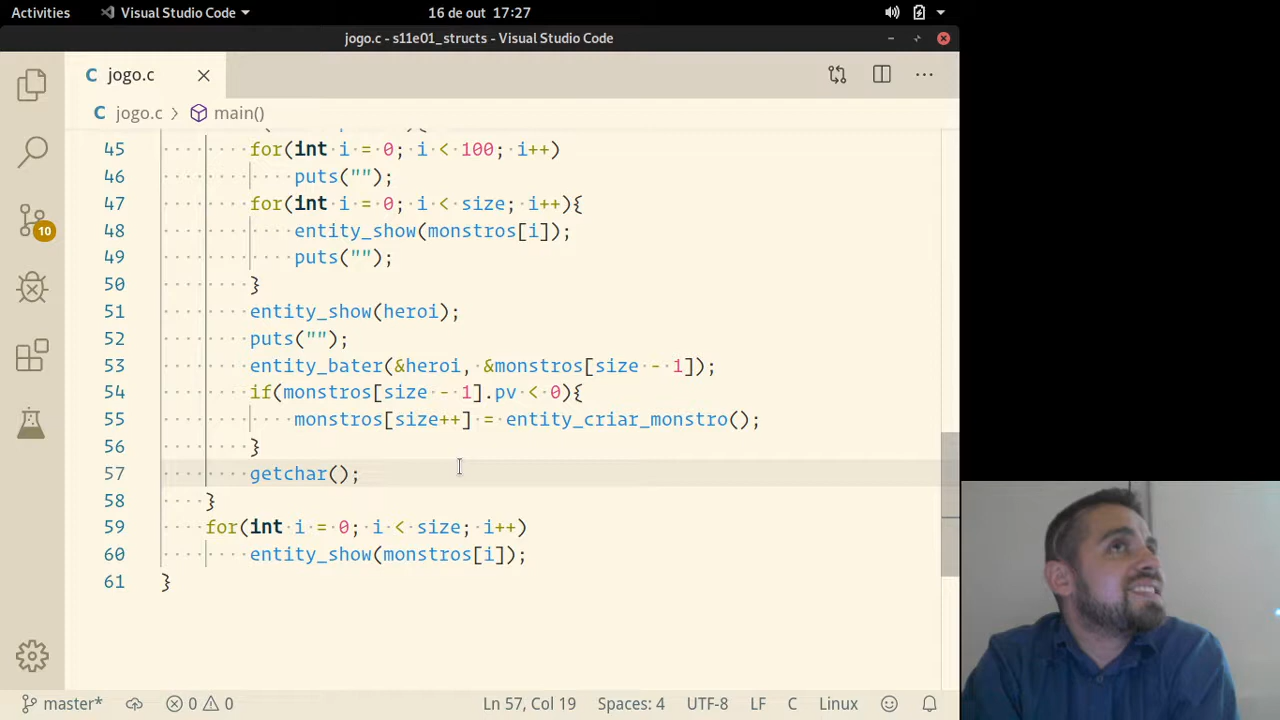 Activities Visual Studio Code 16 de out 17:27
jogo.c - s11e01_structs - Visual Studio Code
C jogo.c
C jogo.c > main()
45 for(int i = 0; i < 100; i++)
46 puts("");
47 for(int i = 0; i < size; i++){
48 entity_show(monstros[i]);
49 puts("");
50 }
51 entity_show(heroi);
52 puts("");
53 entity_bater(&heroi, &monstros[size - 1]);
54 if(monstros[size - 1].pv < 0){
55 monstros[size++] = entity_criar_monstro();
56 }
57 getchar();
58 }
59 for(int i = 0; i < size; i++)
60 entity_show(monstros[i]);
61 }
10
master* 0 0 Ln 57, Col 19 Spaces: 4 UTF-8 LF C Linux